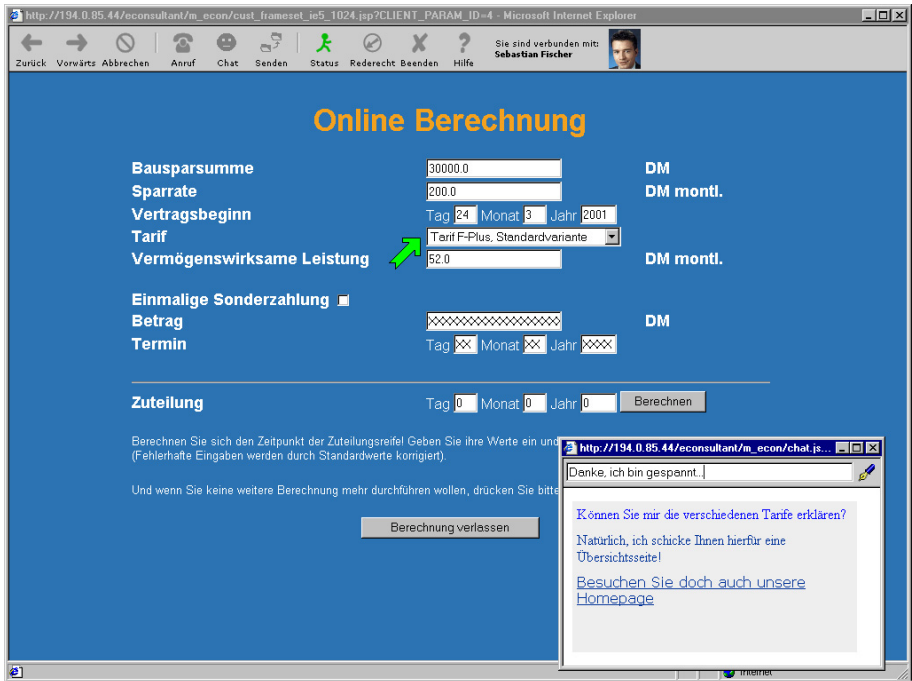 http://194.0.85.44/econsultant/m_econ/cust_frameset_ie5_1024.jsp?CLIENT_PARAM_ID=4 - Microsoft Internet Explorer
Zurück Vorwärts Abbrechen Anruf Chat Senden Status Rederecht Beenden Hilfe
Sie sind verbunden mit:
Sebastian Fischer
Online Berechnung
Bausparsumme 30000.0 DM
Sparrate 200.0 DM montl.
Vertragsbeginn Tag 24 Monat 3 Jahr 2001
Tarif Tarif F-Plus, Standardvariante
Vermögenswirksame Leistung 52.0 DM montl.
Einmalige Sonderzahlung
Betrag XXXXXXXXXXXXXXXXXX DM
Termin Tag XX Monat XX Jahr XXXX
Zuteilung Tag 0 Monat 0 Jahr 0 Berechnen
Berechnen Sie sich den Zeitpunkt der Zuteilungsreife! Geben Sie ihre Werte ein und
(Fehlerhafte Eingaben werden durch Standardwerte korrigiert).
Und wenn Sie keine weitere Berechnung mehr durchführen wollen, drücken Sie bitte
Berechnung verlassen
http://194.0.85.44/econsultant/m_econ/chat.js...
Danke, ich bin gespannt...
Können Sie mir die verschiedenen Tarife erklären?
Natürlich, ich schicke Ihnen hierfür eine
Übersichtsseite!
Besuchen Sie doch auch unsere
Homepage
Internet